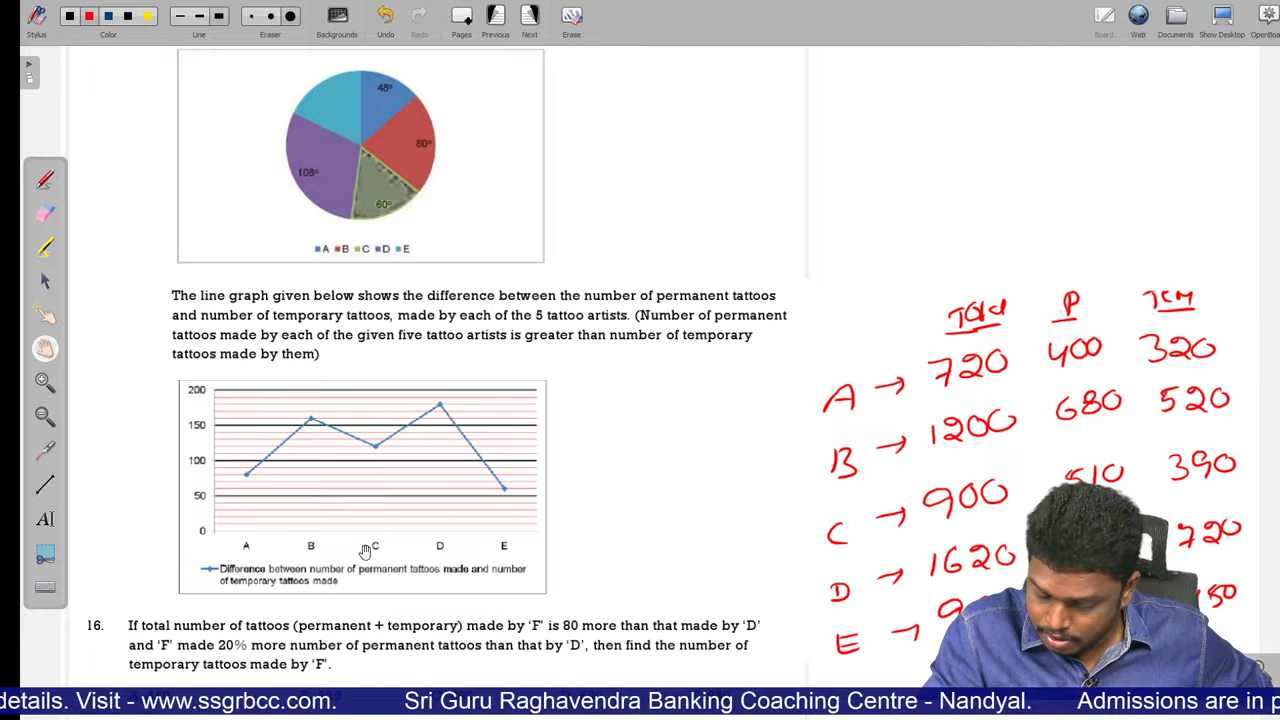 Stylus
Color
Line
Eraser
Backgrounds
Undo
Redo
Pages
Previous
Next
Erase
Board
Web
Documents
Show Desktop
48°
80°
108°
60°
A B C D E
The line graph given below shows the difference between the number of permanent tattoos
and number of temporary tattos, made by each of the 5 tattoo artists. (Number of permanent
tattoos made by each of the given five tattoo artists is greater than number of temporary
tattoos made by them)
200
150
100
50
0
A B C D E
Difference between number of permanent tattoos made and number
of temporary tattoos made
Total P Tem
A → 720 400 320
B → 1200 680 520
C → 900 510 390
D → 1620 720
E →
16. If total number of tattoos (permanent + temporary) made by 'F' is 80 more than that made by 'D'
and 'F' made 20% more number of permanent tattoos than that by 'D', then find the number of
temporary tattoos made by 'F'.
details. Visit - www.ssgrbcc.com. Sri Guru Raghavendra Banking Coaching Centre - Nandyal. Admissions are in